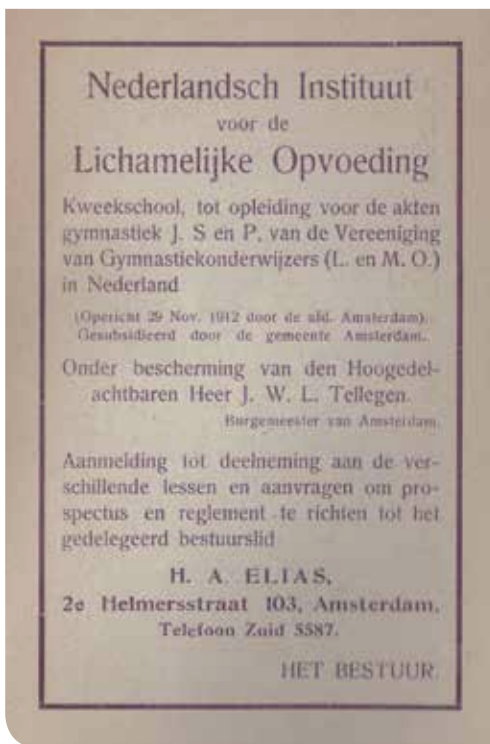 Nederlandsch Instituut
voor de
Lichamelijke Opvoeding
Kweekschool, tot opleiding voor de akten
gymnastiek J. S en P. van de Vereeniging
van Gymnastiekonderwijzers (L. en M. O.)
in Nederland
(Opericht 29 Nov. 1912 door de afd. Amsterdam).
Gesubsidieerd door de gemeente Amsterdam.
Onder bescherming van den Hoogedel-
achtbaren Heer J. W. L. Tellegen.
Burgemeester van Amsterdam.
Aanmelding tot deelneming aan de ver-
schillende lessen en aanvragen om pro-
spectus en reglement te richten tot het
gedelegeerd bestuurslid
H. A. ELIAS,
2e Helmersstraat 103, Amsterdam.
Telefoon Zuid 5587.
HET BESTUUR.